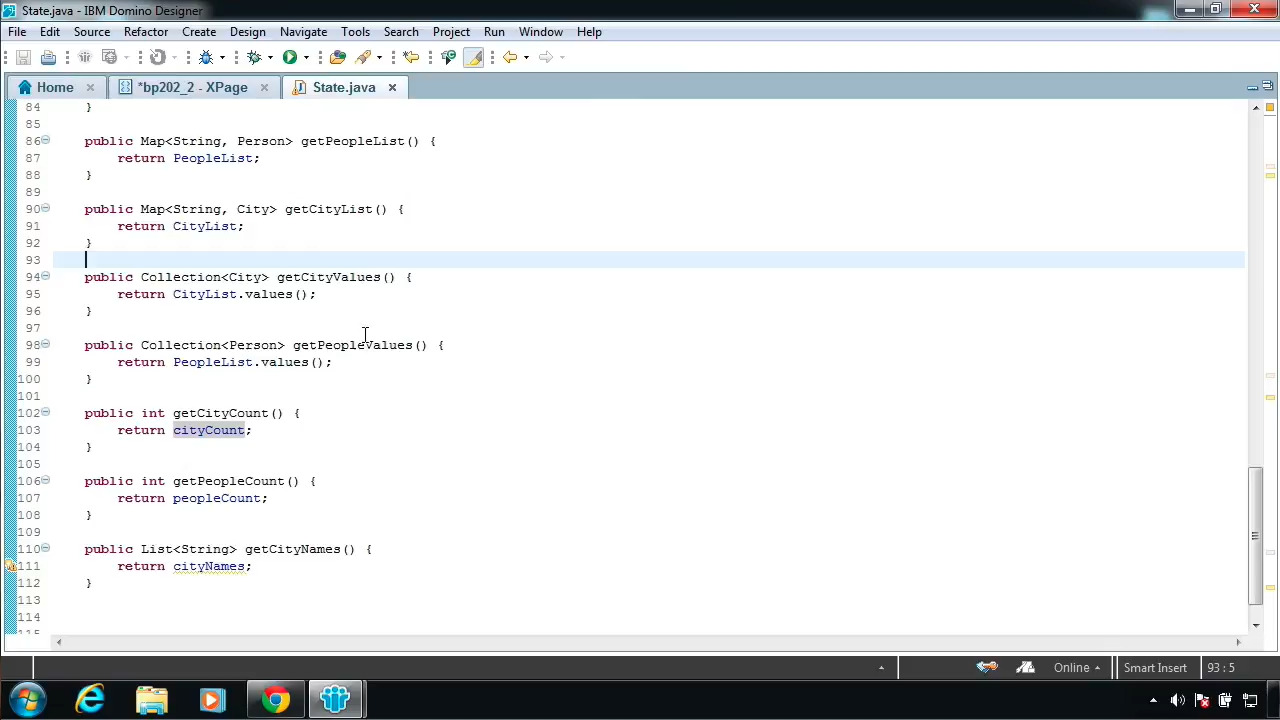 State.java - IBM Domino Designer
File Edit Source Refactor Create Design Navigate Tools Search Project Run Window Help
Home *bp202_2 - XPage State.java
84 }
85
86 public Map<String, Person> getPeopleList() {
87 return PeopleList;
88 }
89
90 public Map<String, City> getCityList() {
91 return CityList;
92 }
93
94 public Collection<City> getCityValues() {
95 return CityList.values();
96 }
97
98 public Collection<Person> getPeopleValues() {
99 return PeopleList.values();
100 }
101
102 public int getCityCount() {
103 return cityCount;
104 }
105
106 public int getPeopleCount() {
107 return peopleCount;
108 }
109
110 public List<String> getCityNames() {
111 return cityNames;
112 }
113
114
115
Online Smart Insert 93 : 5